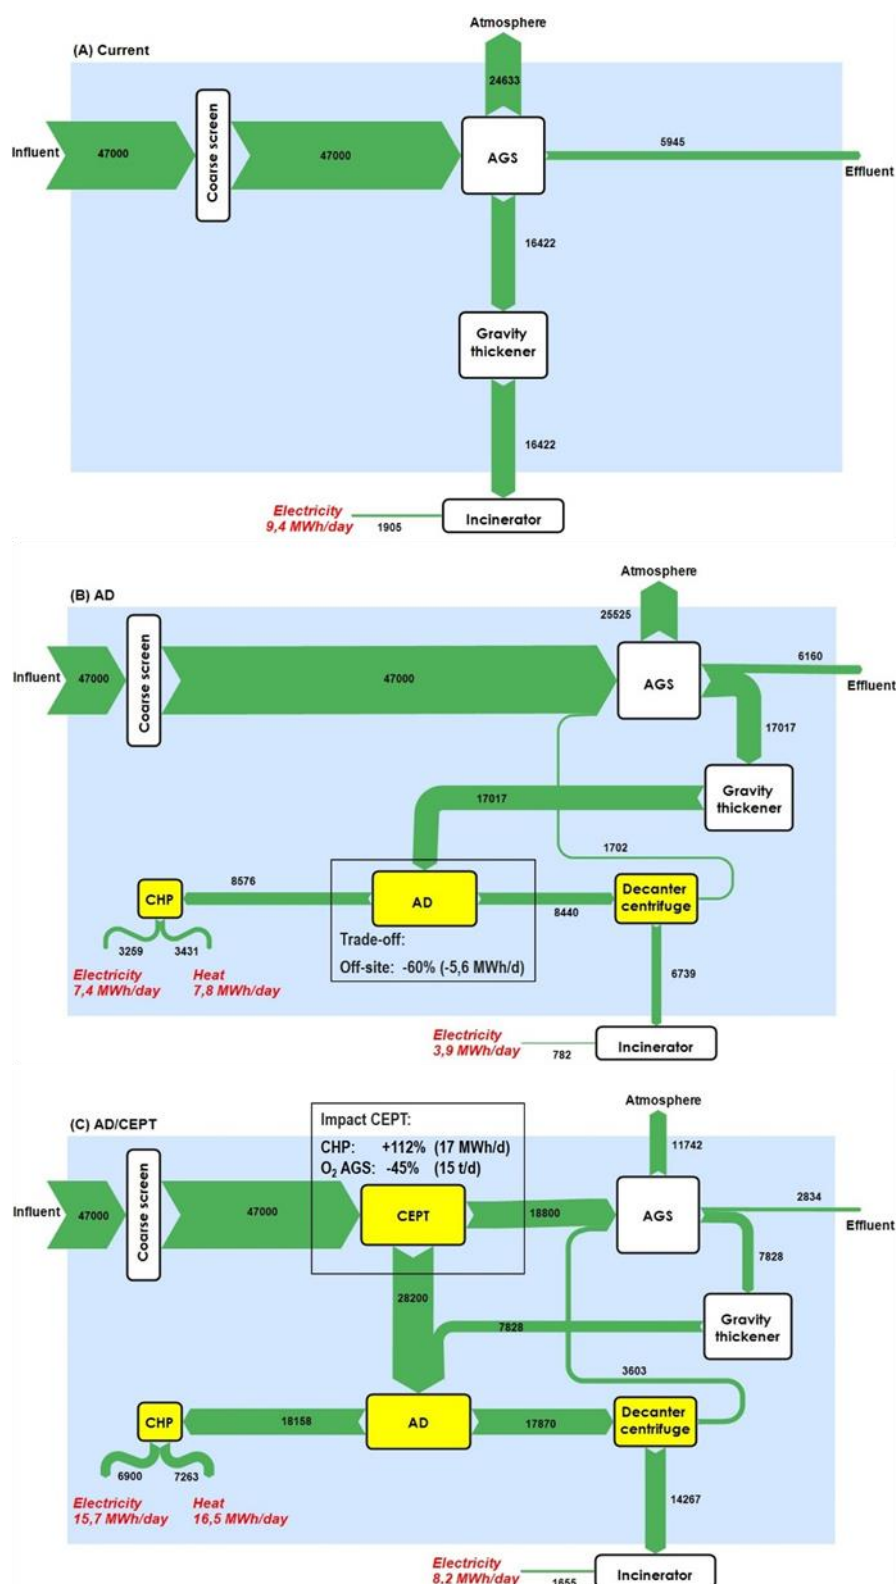 Atmosphere
(A) Current
24633
Influent
47000
Coarse screen
47000
AGS
5945
Effluent
16422
Gravity
thickener
16422
Electricity
9,4 MWh/day
1905
Incinerator
Atmosphere
(B) AD
25525
Influent
47000
Coarse screen
47000
AGS
6160
Effluent
17017
17017
Gravity
thickener
1702
8576
CHP
AD
8440
Decanter
centrifuge
3259
3431
Trade-off:
Off-site: -60% (-5,6 MWh/d)
Electricity
7,4 MWh/day
Heat
7,8 MWh/day
6739
Electricity
3,9 MWh/day
782
Incinerator
Atmosphere
(C) AD/CEPT
Impact CEPT:
CHP: +112% (17 MWh/d)
O₂ AGS: -45% (15 t/d)
11742
Influent
47000
Coarse screen
47000
CEPT
18800
AGS
2834
Effluent
7828
28200
7828
Gravity
thickener
3603
CHP
18158
AD
17870
Decanter
centrifuge
6900
7263
Electricity
15,7 MWh/day
Heat
16,5 MWh/day
14267
Electricity
8,2 MWh/day
1655
Incinerator